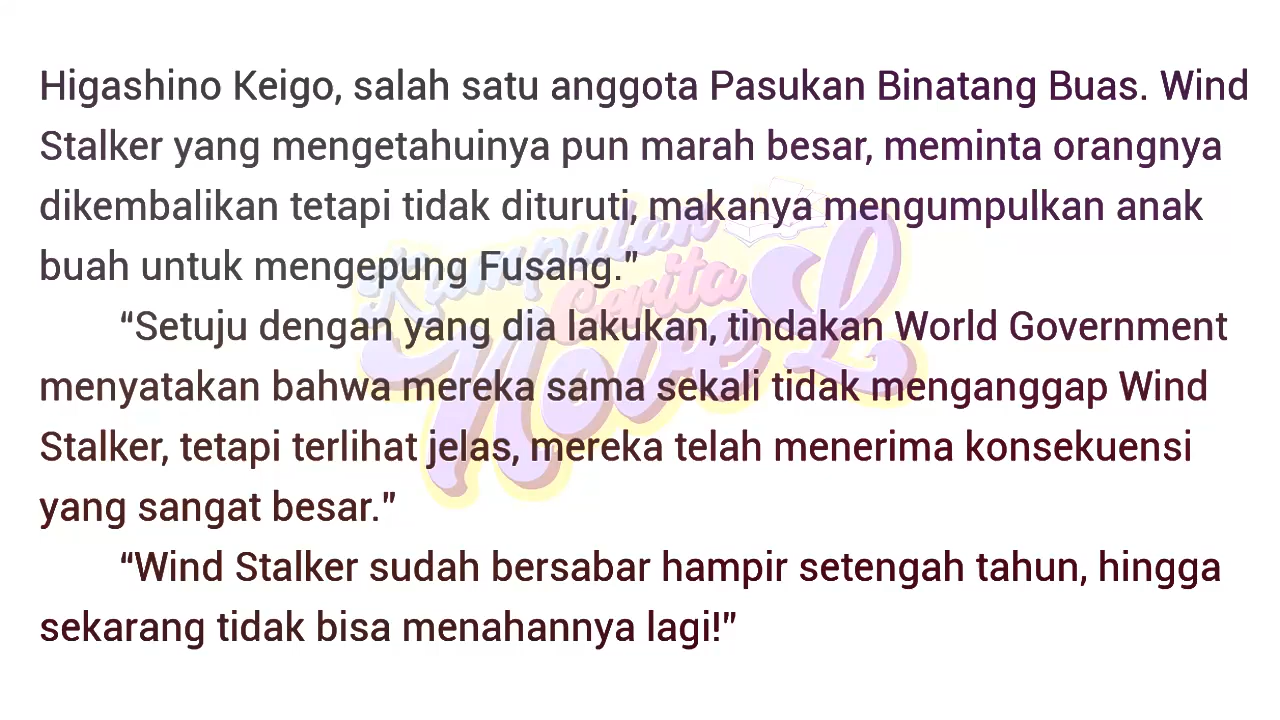 Higashino Keigo, salah satu anggota Pasukan Binatang Buas. Wind
Stalker yang mengetahuinya pun marah besar, meminta orangnya
dikembalikan tetapi tidak dituruti, makanya mengumpulkan anak
buah untuk mengepung Fusang.”
“Setuju dengan yang dia lakukan, tindakan World Government
menyatakan bahwa mereka sama sekali tidak menganggap Wind
Stalker, tetapi terlihat jelas, mereka telah menerima konsekuensi
yang sangat besar.”
“Wind Stalker sudah bersabar hampir setengah tahun, hingga
sekarang tidak bisa menahannya lagi!”
Kumpulan
Cerita
NoveL